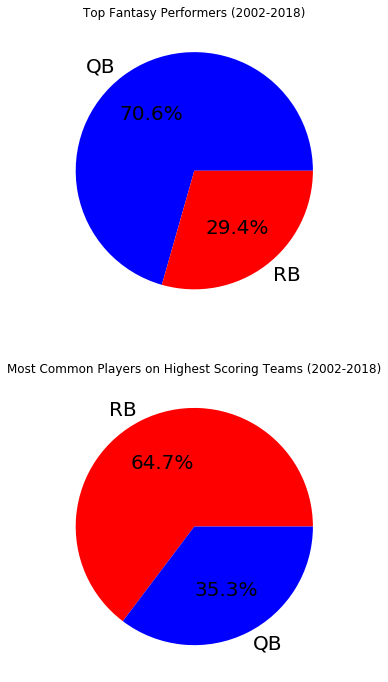 Top Fantasy Performers (2002-2018)
QB
70.6%
29.4%
RB
Most Common Players on Highest Scoring Teams (2002-2018)
RB
64.7%
35.3%
QB